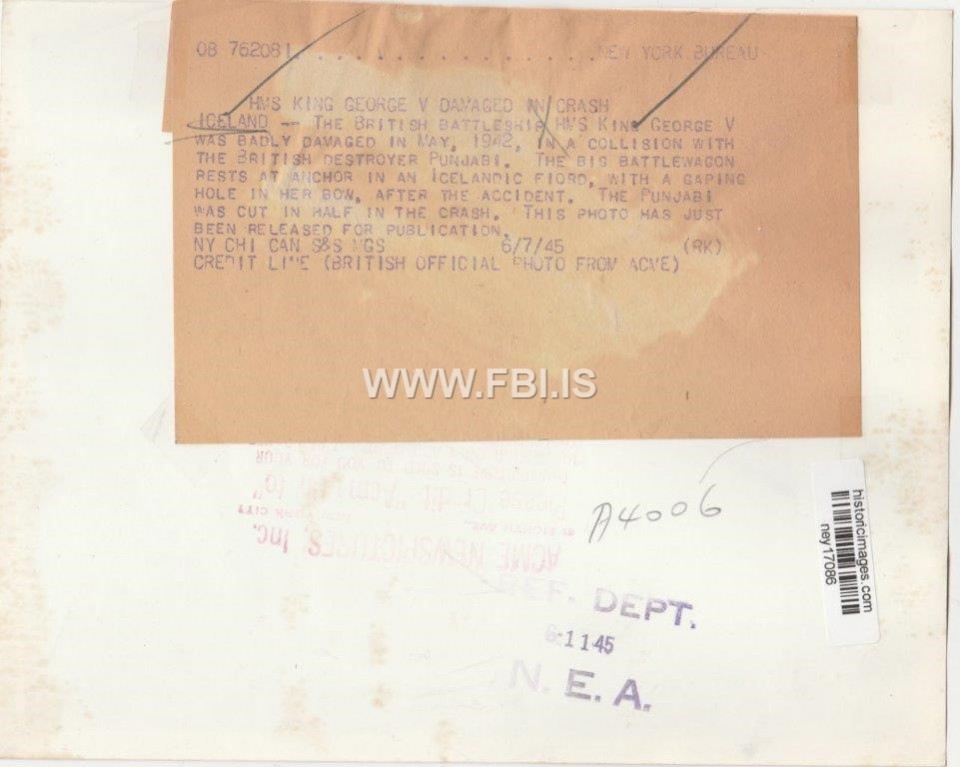 08 762081 . . . . . . . . . . . . . . . NEW YORK BUREAU
HMS KING GEORGE V DAMAGED IN CRASH
ICELAND -- THE BRITISH BATTLESHIP HMS KING GEORGE V
WAS BADLY DAMAGED IN MAY, 1942, IN A COLLISION WITH
THE BRITISH DESTROYER PUNJABI. THE BIG BATTLEWAGON
RESTS AT ANCHOR IN AN ICELANDIC FIORD, WITH A GAPING
HOLE IN HER BOW, AFTER THE ACCIDENT. THE PUNJABI
WAS CUT IN HALF IN THE CRASH. THIS PHOTO HAS JUST
BEEN RELEASED FOR PUBLICATION.
NY CHI CAN S&S MGS 6/7/45 (RK)
CREDIT LINE (BRITISH OFFICIAL PHOTO FROM ACME)
WWW.FBI.IS
ACME NEWSPICTURES, Inc.
A4006
REF. DEPT.
6-1145
N.E.A.
historicimages.com
ney17086